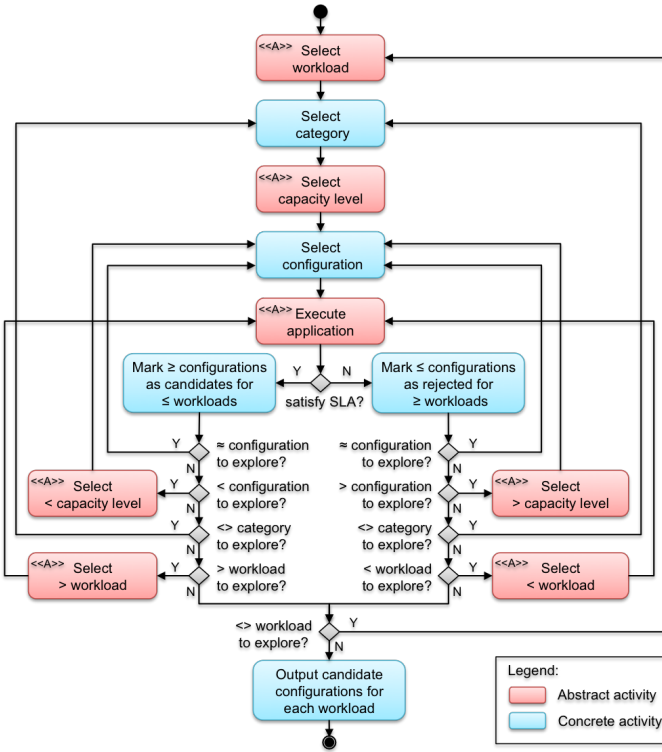 <<A>> Select
workload
Select
category
<<A>> Select
capacity level
Select
configuration
<<A>> Execute
application
Mark ≥ configurations
as candidates for
≤ workloads
Y
N
satisfy SLA?
Mark ≤ configurations
as rejected for
≥ workloads
Y
≈ configuration
to explore?
N
<<A>> Select
< capacity level
Y
< configuration
to explore?
N
Y
<> category
to explore?
N
<<A>> Select
> workload
Y
> workload
to explore?
N
≈ configuration
to explore?
Y
N
> configuration
to explore?
Y
N
<<A>> Select
> capacity level
<> category
to explore?
Y
N
< workload
to explore?
Y
N
<<A>> Select
< workload
<> workload
to explore?
Y
N
Output candidate
configurations for
each workload
Legend:
Abstract activity
Concrete activity